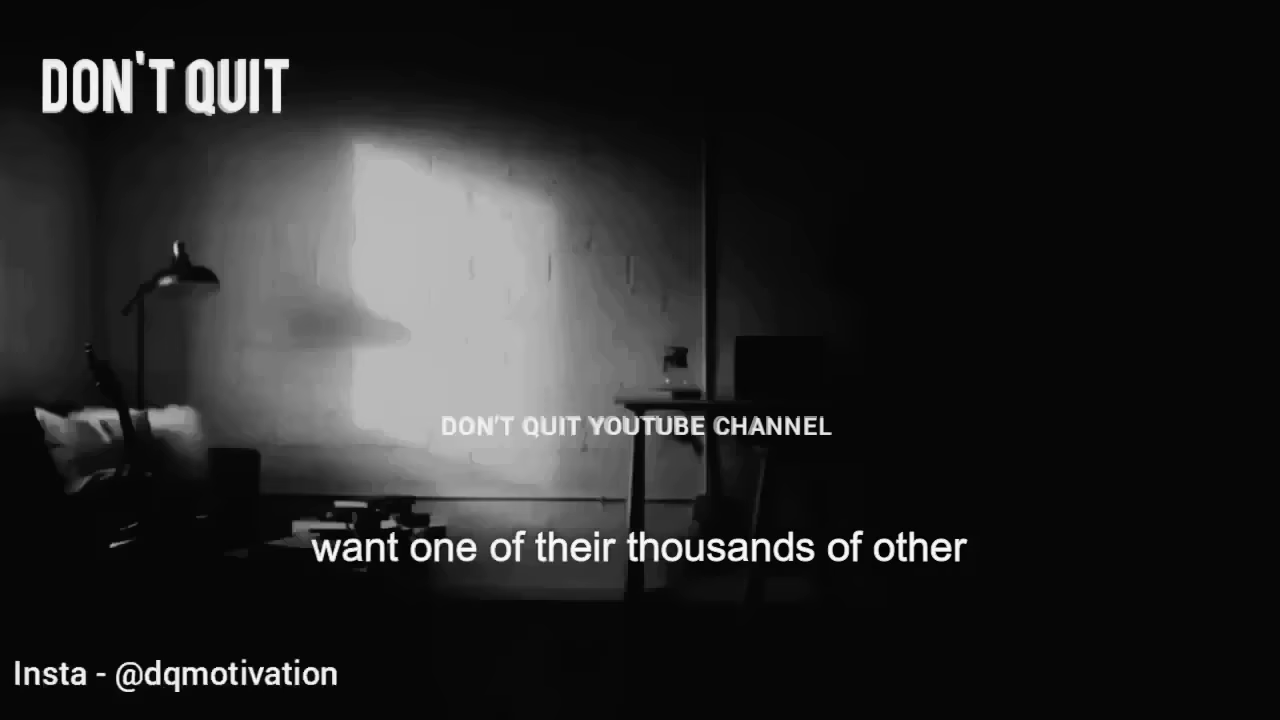 DON'T QUIT
DON'T QUIT YOUTUBE CHANNEL
want one of their thousands of other
Insta - @dqmotivation